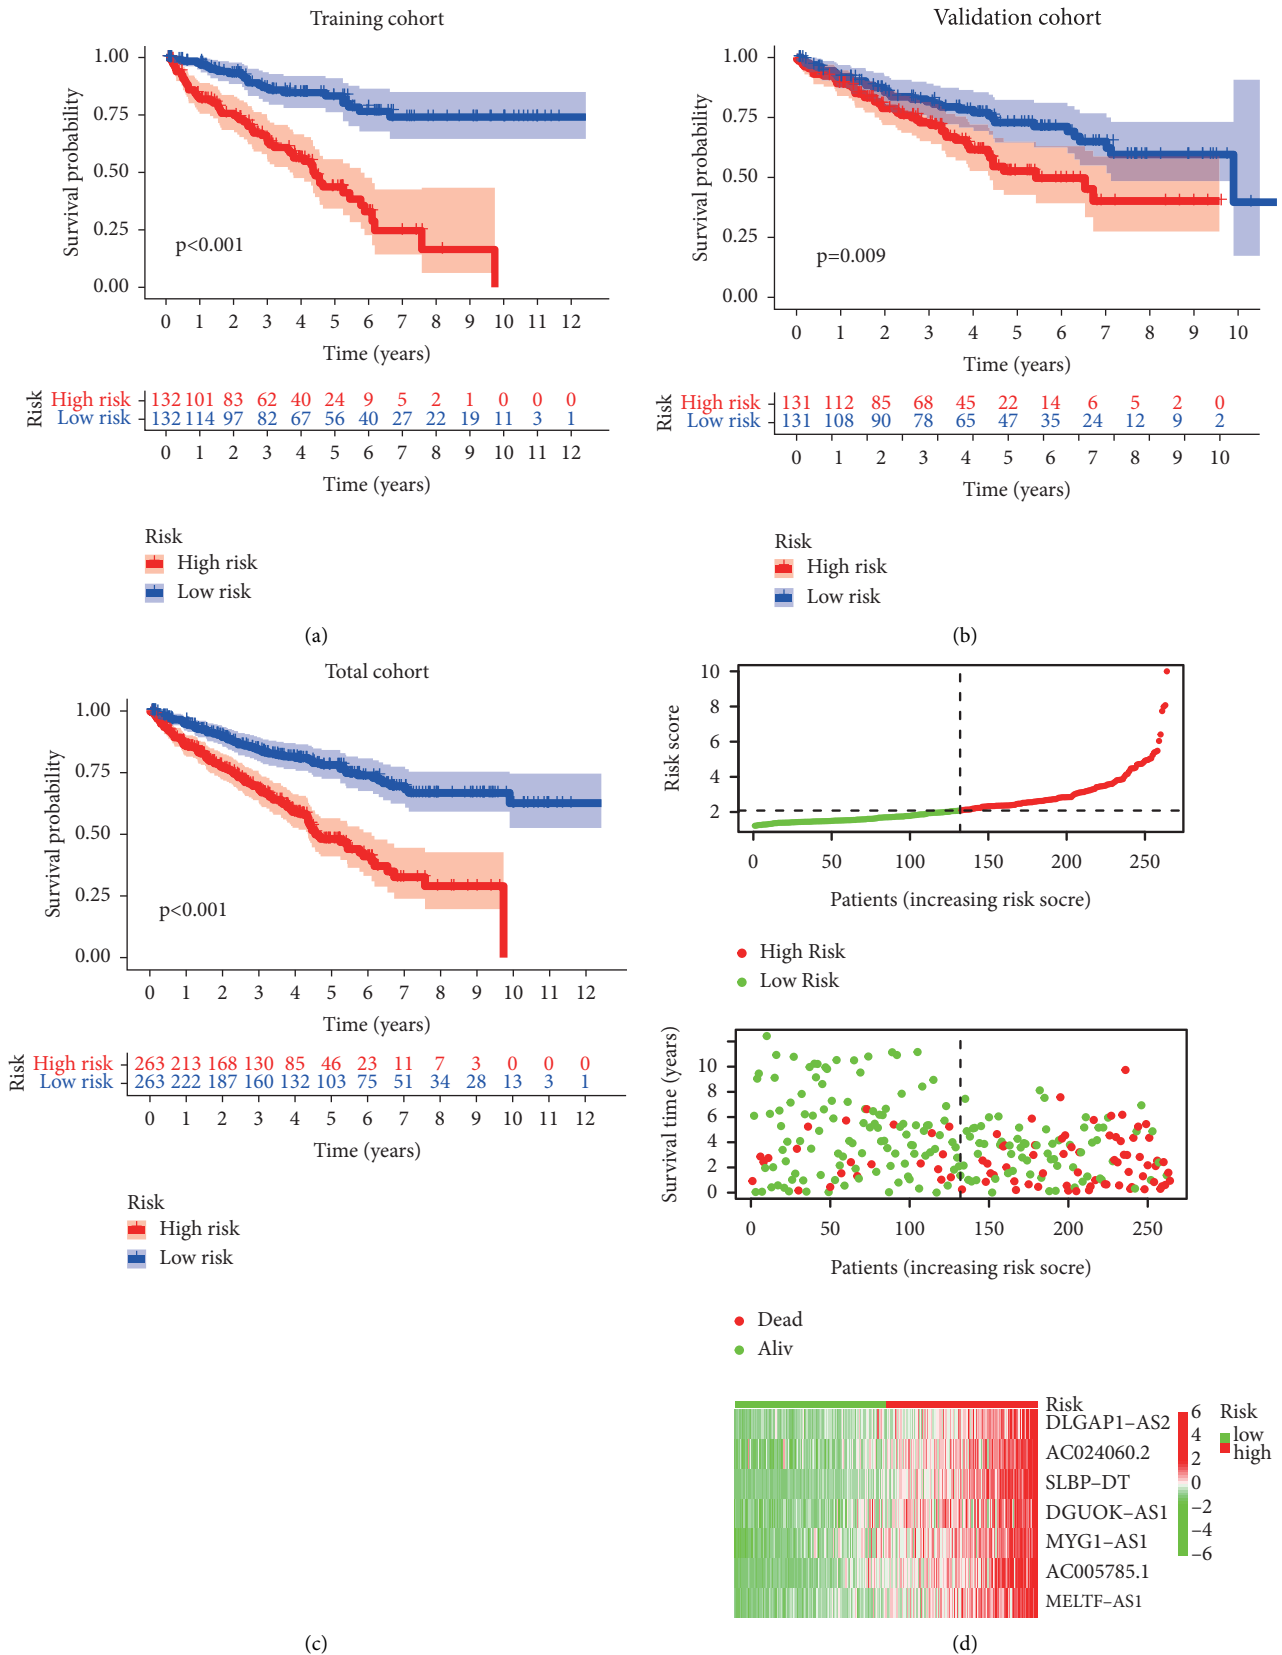 Training cohort
1.00
0.75
0.50
0.25
0.00
Survival probability
p<0.001
0 1 2 3 4 5 6 7 8 9 10 11 12
Time (years)
Risk
High risk 132 101 83 62 40 24 9 5 2 1 0 0 0
Low risk 132 114 97 82 67 56 40 27 22 19 11 3 1
0 1 2 3 4 5 6 7 8 9 10 11 12
Time (years)
Risk
High risk
Low risk
(a)
Validation cohort
1.00
0.75
0.50
0.25
0.00
Survival probability
p=0.009
0 1 2 3 4 5 6 7 8 9 10
Time (years)
Risk
High risk 131 112 85 68 45 22 14 6 5 2 0
Low risk 131 108 90 78 65 47 35 24 12 9 2
0 1 2 3 4 5 6 7 8 9 10
Time (years)
Risk
High risk
Low risk
(b)
Total cohort
1.00
0.75
0.50
0.25
0.00
Survival probability
p<0.001
0 1 2 3 4 5 6 7 8 9 10 11 12
Time (years)
Risk
High risk 263 213 168 130 85 46 23 11 7 3 0 0 0
Low risk 263 222 187 160 132 103 75 51 34 28 13 3 1
0 1 2 3 4 5 6 7 8 9 10 11 12
Time (years)
Risk
High risk
Low risk
(c)
10
8
6
4
2
Risk score
0 50 100 150 200 250
Patients (increasing risk socre)
High Risk
Low Risk
10
8
6
4
2
0
Survival time (years)
0 50 100 150 200 250
Patients (increasing risk socre)
Dead
Aliv
Risk
DLGAP1–AS2
AC024060.2
SLBP–DT
DGUOK–AS1
MYG1–AS1
AC005785.1
MELTF–AS1
6
4
2
0
–2
–4
–6
Risk
low
high
(d)